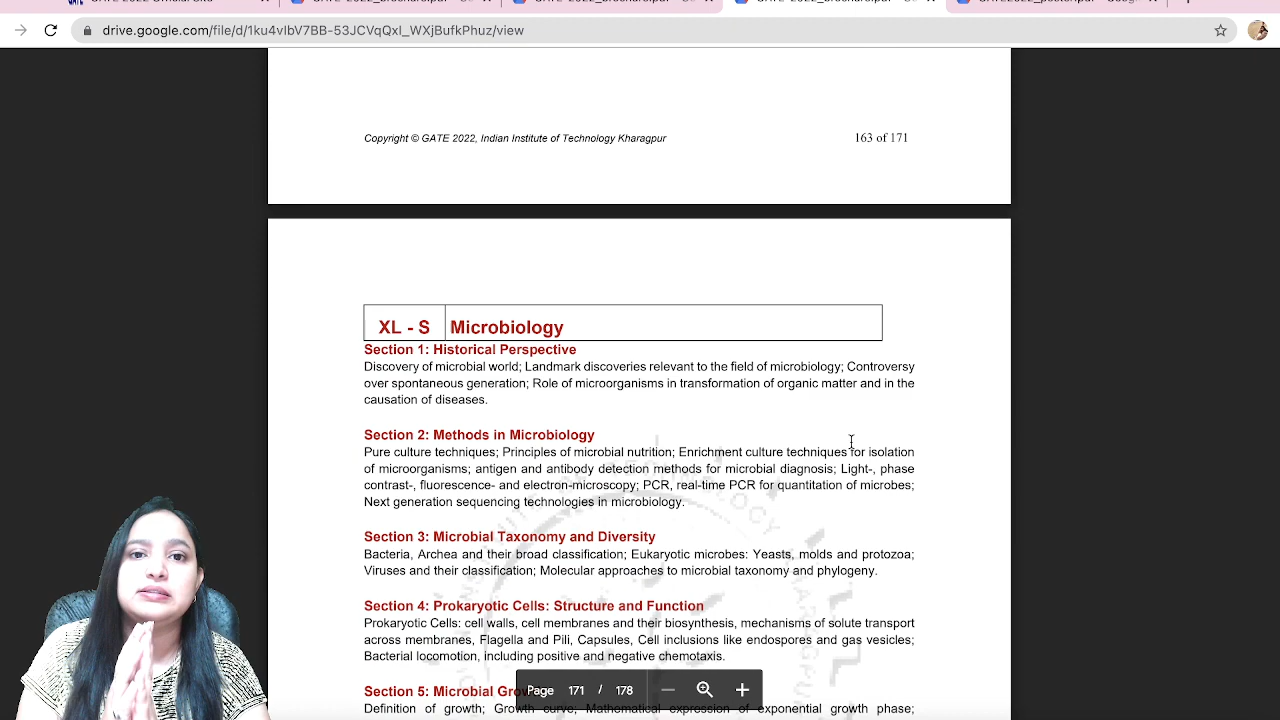 drive.google.com/file/d/1ku4vIbV7BB-53JCVqQxI_WXjBufkPhuz/view
Copyright © GATE 2022, Indian Institute of Technology Kharagpur 163 of 171
XL - S Microbiology
Section 1: Historical Perspective
Discovery of microbial world; Landmark discoveries relevant to the field of microbiology; Controversy
over spontaneous generation; Role of microorganisms in transformation of organic matter and in the
causation of diseases.
Section 2: Methods in Microbiology
Pure culture techniques; Principles of microbial nutrition; Enrichment culture techniques for isolation
of microorganisms; antigen and antibody detection methods for microbial diagnosis; Light-, phase
contrast-, fluorescence- and electron-microscopy; PCR, real-time PCR for quantitation of microbes;
Next generation sequencing technologies in microbiology.
Section 3: Microbial Taxonomy and Diversity
Bacteria, Archea and their broad classification; Eukaryotic microbes: Yeasts, molds and protozoa;
Viruses and their classification; Molecular approaches to microbial taxonomy and phylogeny.
Section 4: Prokaryotic Cells: Structure and Function
Prokaryotic Cells: cell walls, cell membranes and their biosynthesis, mechanisms of solute transport
across membranes, Flagella and Pili, Capsules, Cell inclusions like endospores and gas vesicles;
Bacterial locomotion, including positive and negative chemotaxis.
Section 5: Microbial
Page 171 / 178
Definition of growth; Growth curve; Mathematical expression of exponential growth phase;